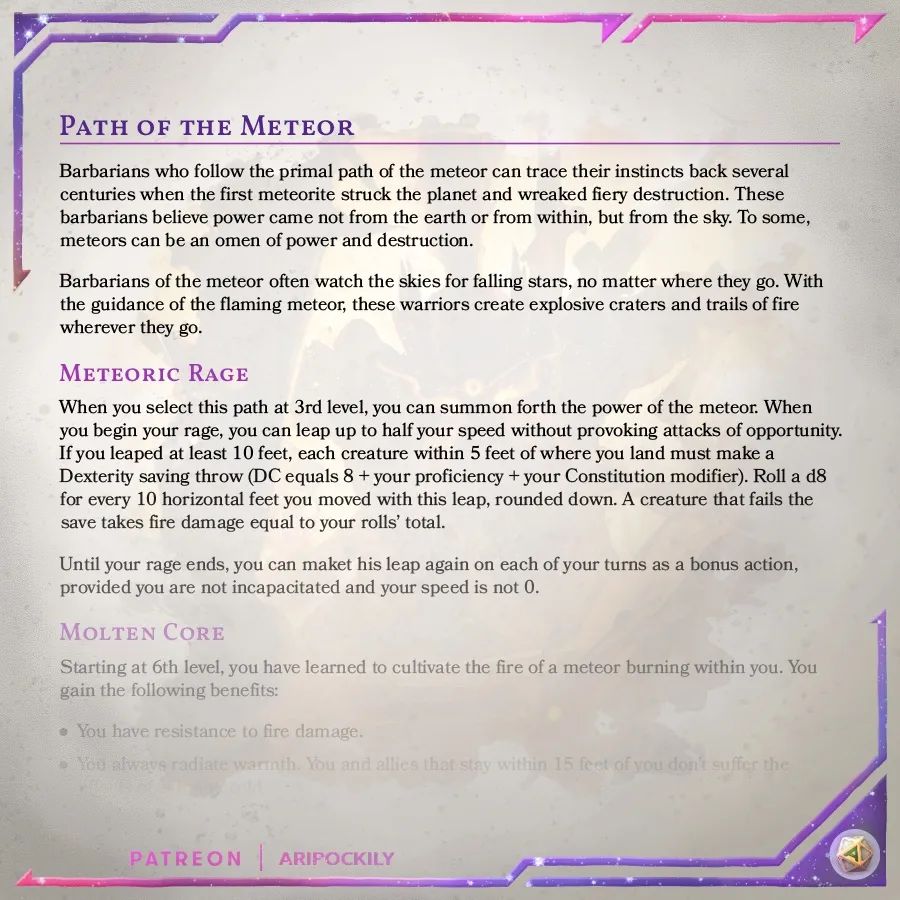 Path of the Meteor
Barbarians who follow the primal path of the meteor can trace their instincts back several
centuries when the first meteorite struck the planet and wreaked fiery destruction. These
barbarians believe power came not from the earth or from within, but from the sky. To some,
meteors can be an omen of power and destruction.
Barbarians of the meteor often watch the skies for falling stars, no matter where they go. With
the guidance of the flaming meteor, these warriors create explosive craters and trails of fire
wherever they go.
Meteoric Rage
When you select this path at 3rd level, you can summon forth the power of the meteor. When
you begin your rage, you can leap up to half your speed without provoking attacks of opportunity.
If you leaped at least 10 feet, each creature within 5 feet of where you land must make a
Dexterity saving throw (DC equals 8 + your proficiency + your Constitution modifier). Roll a d8
for every 10 horizontal feet you moved with this leap, rounded down. A creature that fails the
save takes fire damage equal to your rolls' total.
Until your rage ends, you can maket his leap again on each of your turns as a bonus action,
provided you are not incapacitated and your speed is not 0.
Molten Core
Starting at 6th level, you have learned to cultivate the fire of a meteor burning within you. You
gain the following benefits:
• You have resistance to fire damage.
• You always radiate warmth. You and allies that stay within 15 feet of you don't suffer the
PATREON | ARIPOCKILY